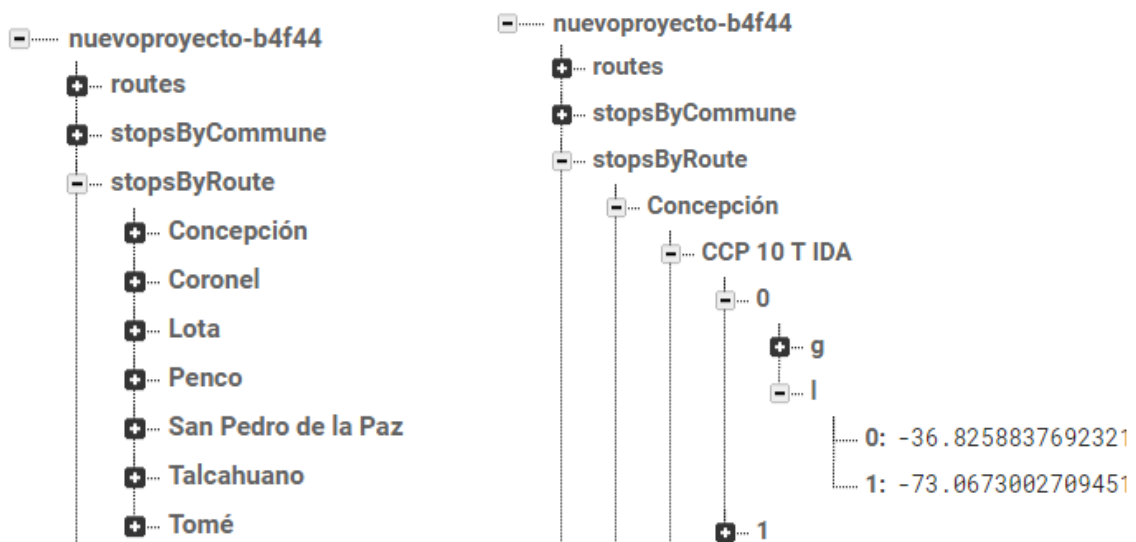 nuevoproyecto-b4f44
routes
stopsByCommune
stopsByRoute
Concepción
Coronel
Lota
Penco
San Pedro de la Paz
Talcahuano
Tomé
nuevoproyecto-b4f44
routes
stopsByCommune
stopsByRoute
Concepción
CCP 10 T IDA
0
g
l
0: -36.8258837692321
1: -73.0673002709451
1